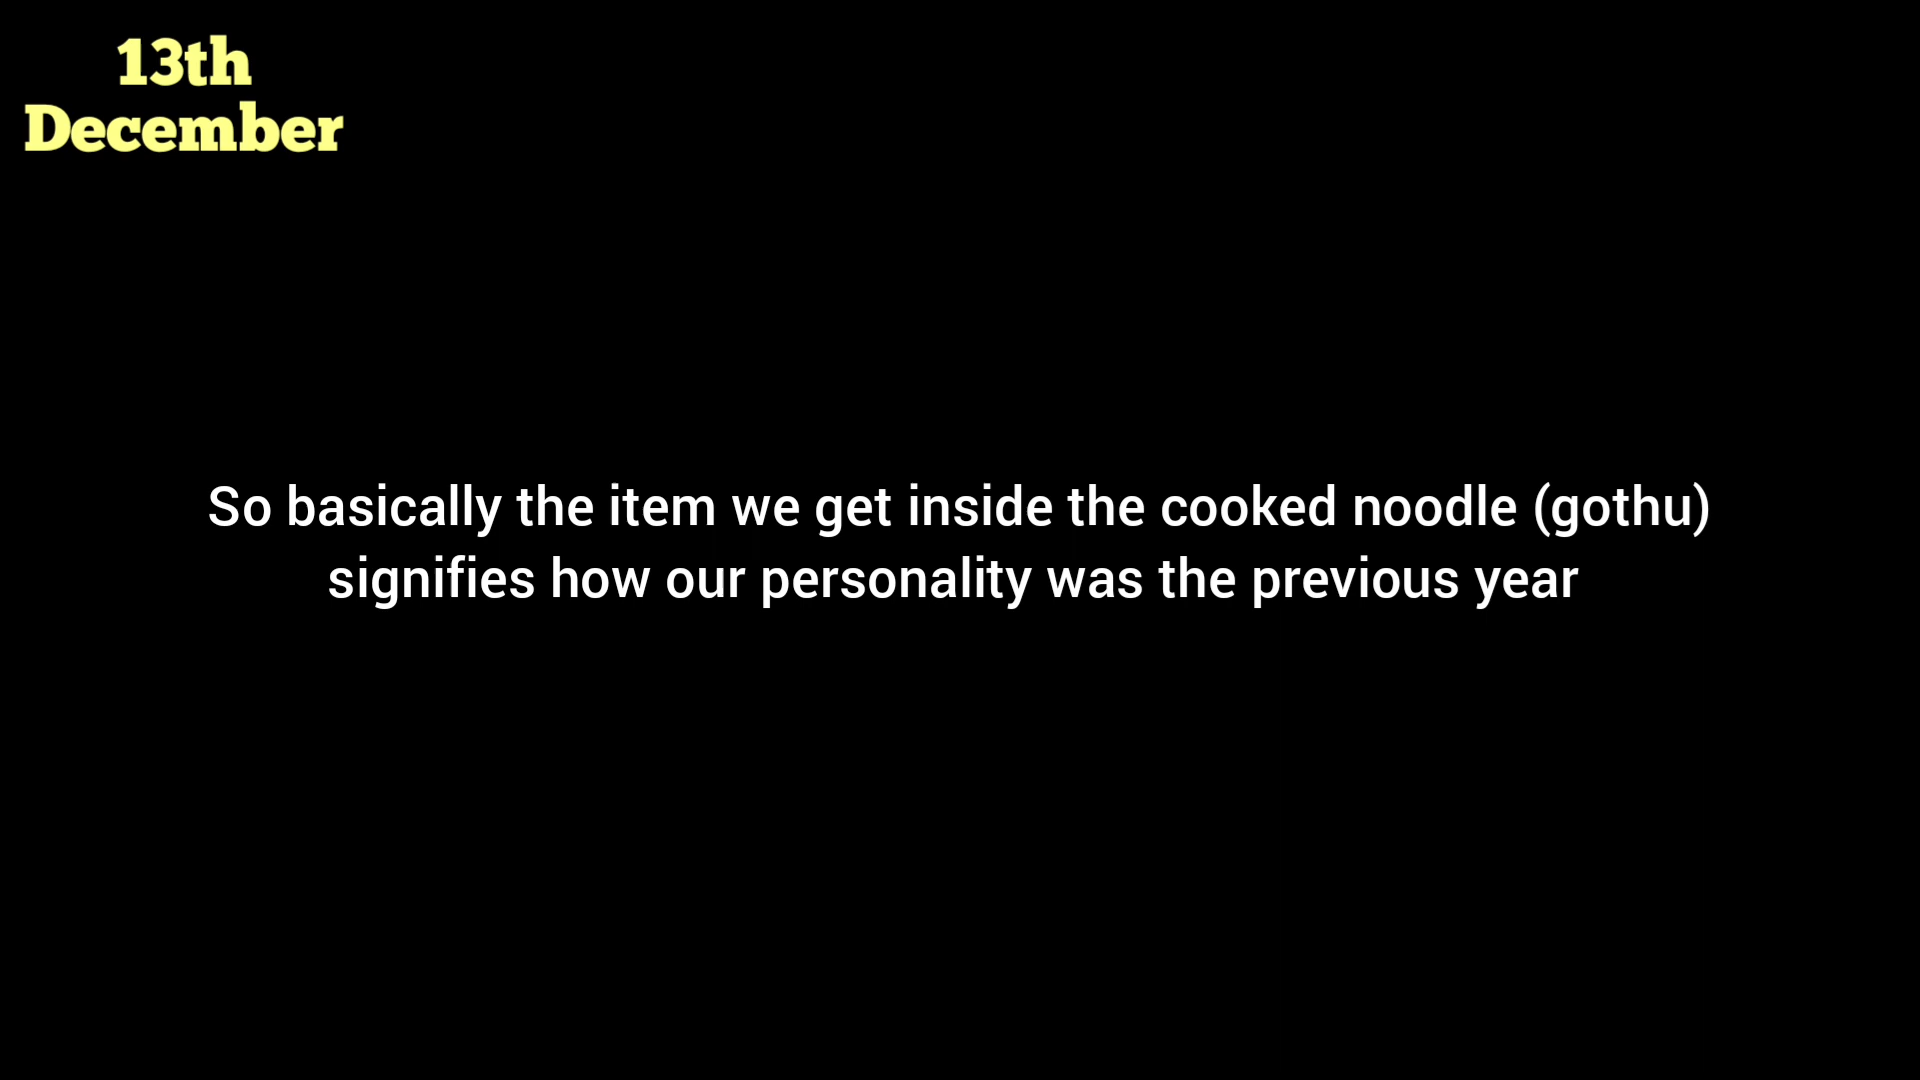 13th
December
So basically the item we get inside the cooked noodle (gothu)
signifies how our personality was the previous year